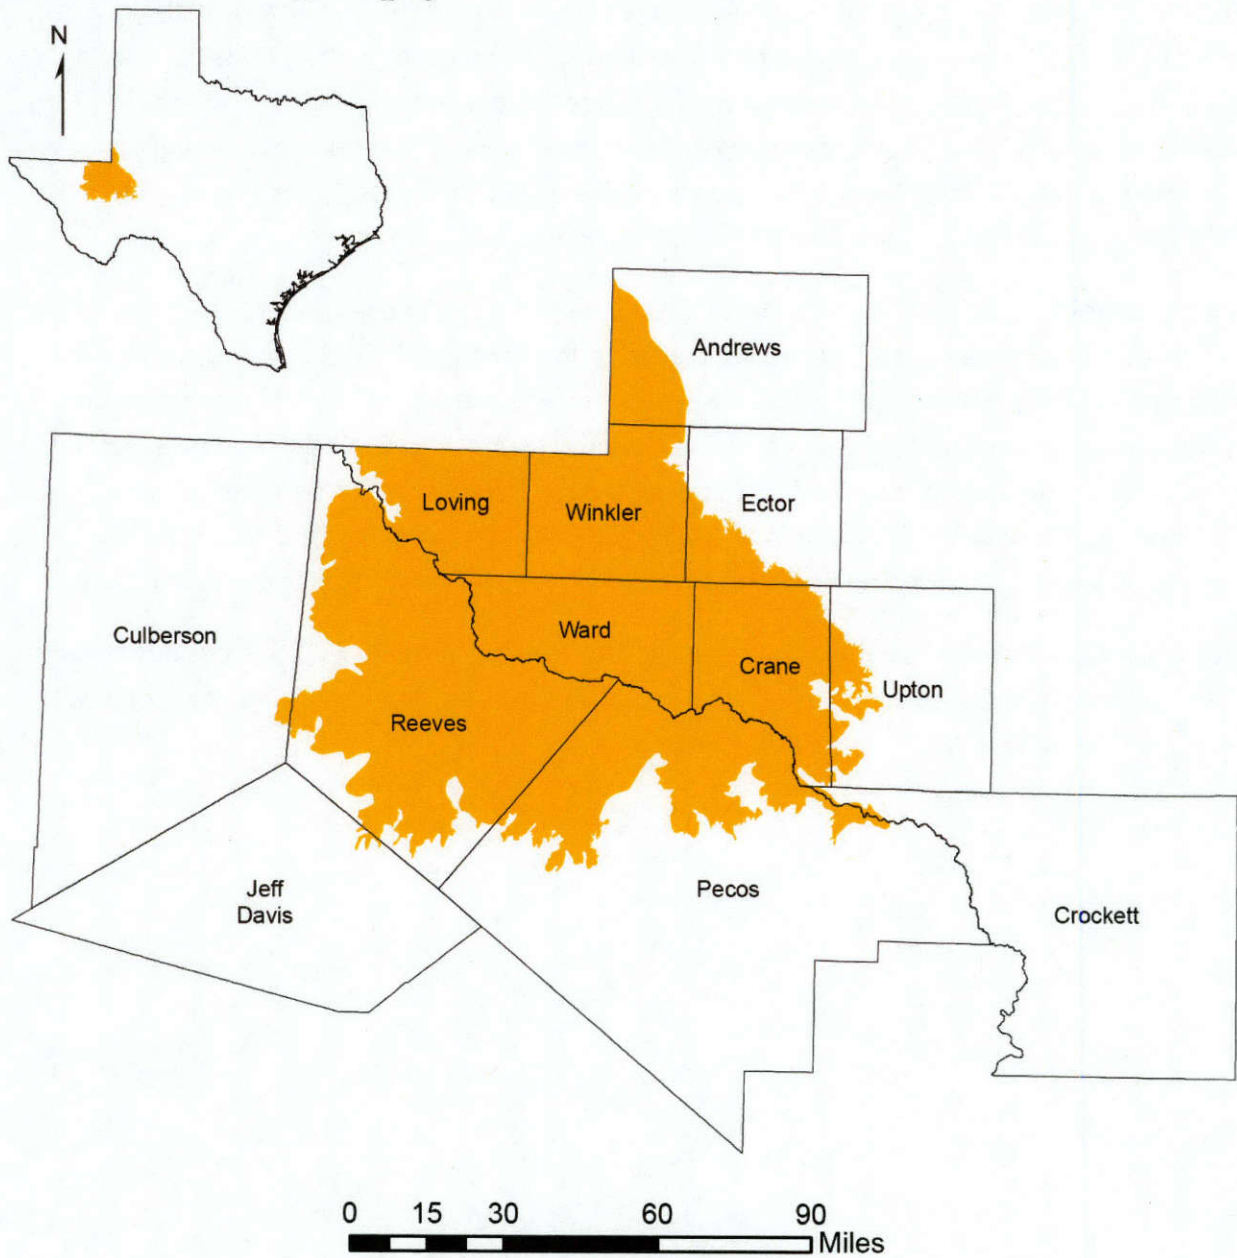 N
Andrews
Loving
Winkler
Ector
Culberson
Ward
Crane
Upton
Reeves
Jeff
Davis
Pecos
Crockett
0 15 30 60 90
Miles